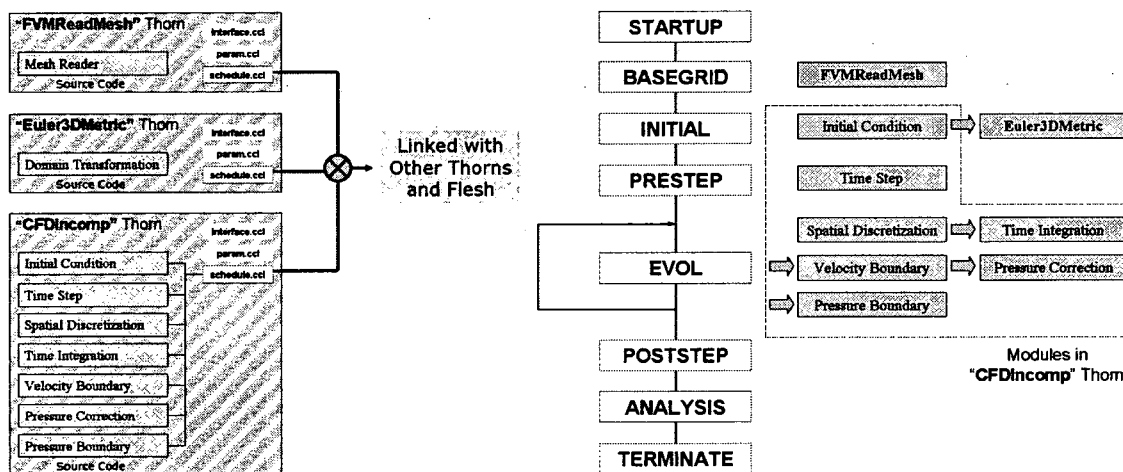 "FVMReadMesh" Thorn
interface.ccl
param.ccl
Mesh Reader
schedule.ccl
Source Code
"Euler3DMetric" Thorn
interface.ccl
param.ccl
Domain Transformation
schedule.ccl
Source Code
"CFDIncomp" Thorn
interface.ccl
param.ccl
Initial Condition
schedule.ccl
Time Step
Spatial Discretization
Time Integration
Velocity Boundary
Pressure Correction
Pressure Boundary
Source Code
Linked with
Other Thorns
and Flesh
STARTUP
BASEGRID
INITIAL
PRESTEP
EVOL
POSTSTEP
ANALYSIS
TERMINATE
FVMReadMesh
Initial Condition
Euler3DMetric
Time Step
Spatial Discretization
Time Integration
Velocity Boundary
Pressure Correction
Pressure Boundary
Modules in
"CFDIncomp" Thorn